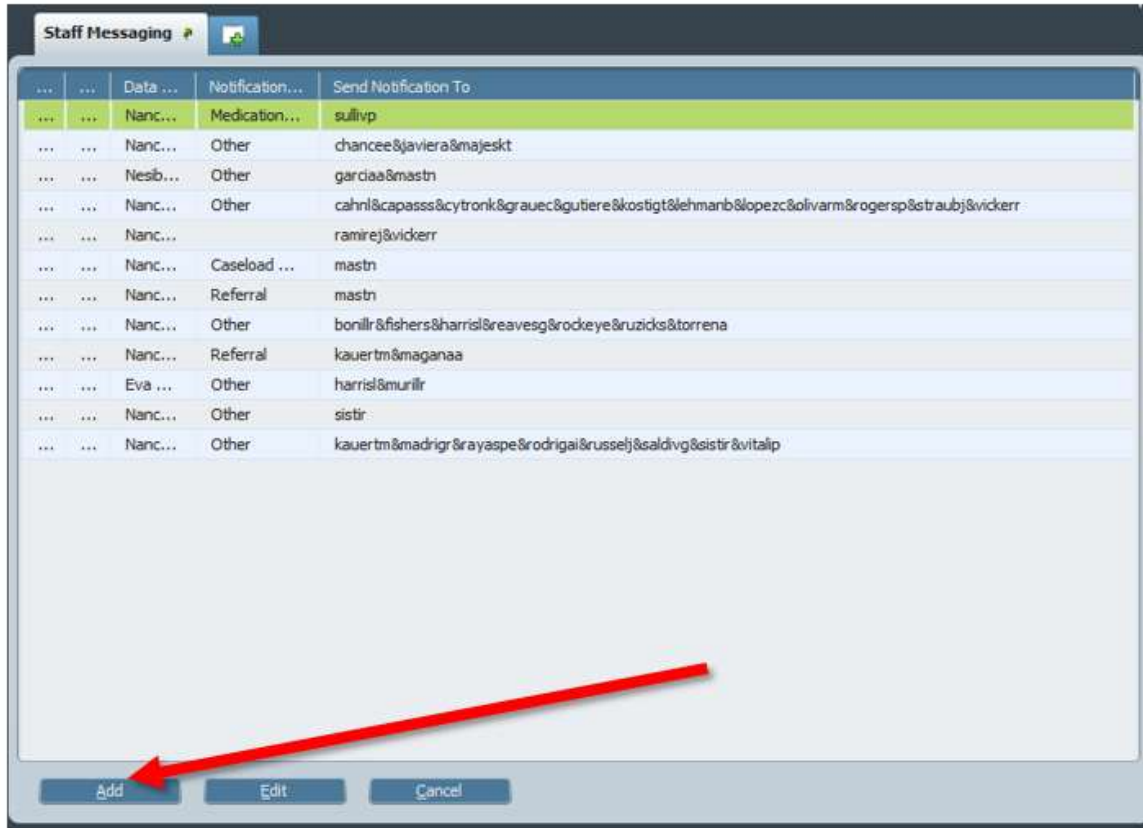 Staff Messaging
... ... Data ... Notification... Send Notification To
... ... Nanc... Medication... sullivp
... ... Nanc... Other chancee&javiera&majeskt
... ... Nesib... Other garciaa&mastn
... ... Nanc... Other cahnl&capasss&cytronk&grauec&gutiere&kostigt&lehmanb&lopezc&olivarm&rogersp&straubj&vickerr
... ... Nanc... ramirej&vickerr
... ... Nanc... Caseload ... mastn
... ... Nanc... Referral mastn
... ... Nanc... Other bonillr&fishers&harrisl&reavesg&rockeye&ruzicks&torrena
... ... Nanc... Referral kauertm&maganaa
... ... Eva ... Other harrisl&murillr
... ... Nanc... Other sistir
... ... Nanc... Other kauertm&madrigr&rayaspe&rodrigai&russelj&saldivg&sistir&vitalip
Add Edit Cancel